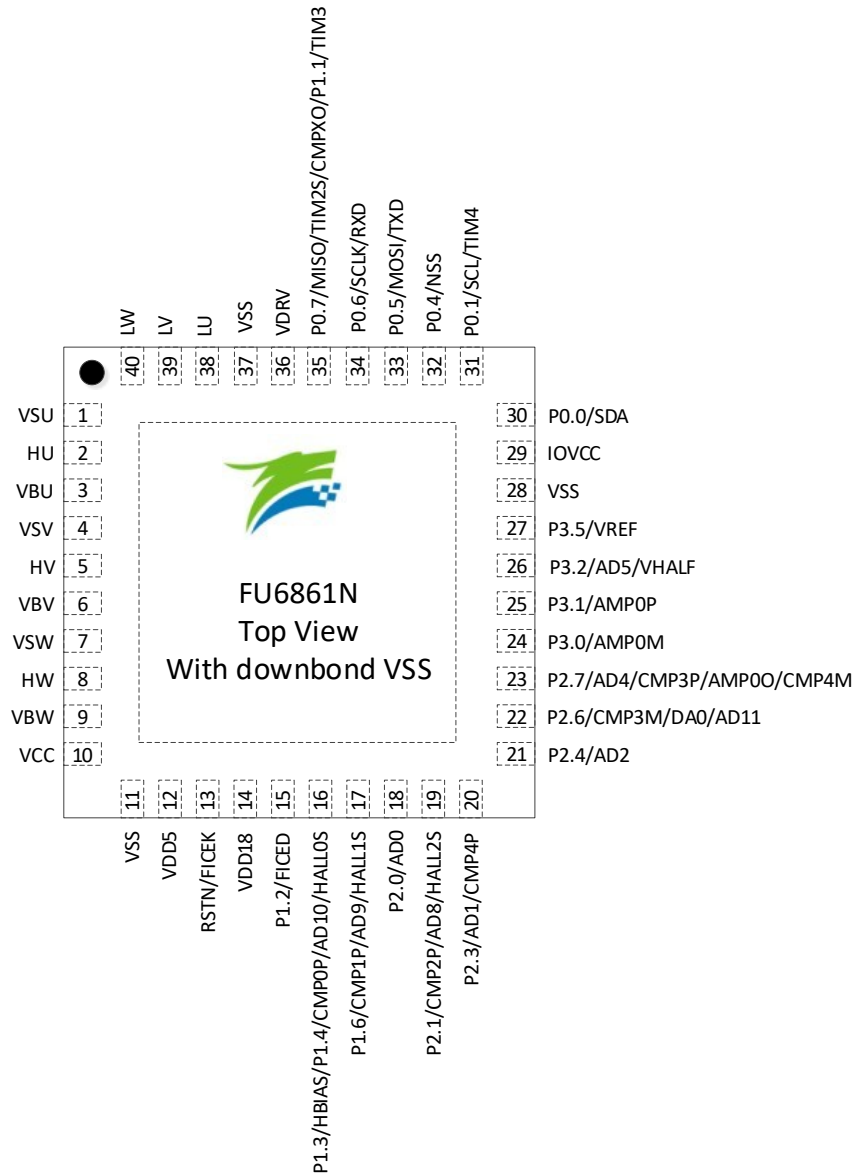 P0.7/MISO/TIM2S/CMPXO/P1.1/TIM3
P0.6/SCLK/RXD
P0.5/MOSI/TXD
P0.4/NSS
P0.1/SCL/TIM4
LW
LV
LU
VSS
VDRV
40
39
38
37
36
35
34
33
32
31
VSU 1
HU 2
VBU 3
VSV 4
HV 5
VBV 6
VSW 7
HW 8
VBW 9
VCC 10
FU6861N
Top View
With downbond VSS
30 P0.0/SDA
29 IOVCC
28 VSS
27 P3.5/VREF
26 P3.2/AD5/VHALF
25 P3.1/AMP0P
24 P3.0/AMP0M
23 P2.7/AD4/CMP3P/AMP0O/CMP4M
22 P2.6/CMP3M/DA0/AD11
21 P2.4/AD2
11
12
13
14
15
16
17
18
19
20
VSS
VDD5
RSTN/FICEK
VDD18
P1.2/FICED
P1.3/HBIAS/P1.4/CMP0P/AD10/HALL0S
P1.6/CMP1P/AD9/HALL1S
P2.0/AD0
P2.1/CMP2P/AD8/HALL2S
P2.3/AD1/CMP4P